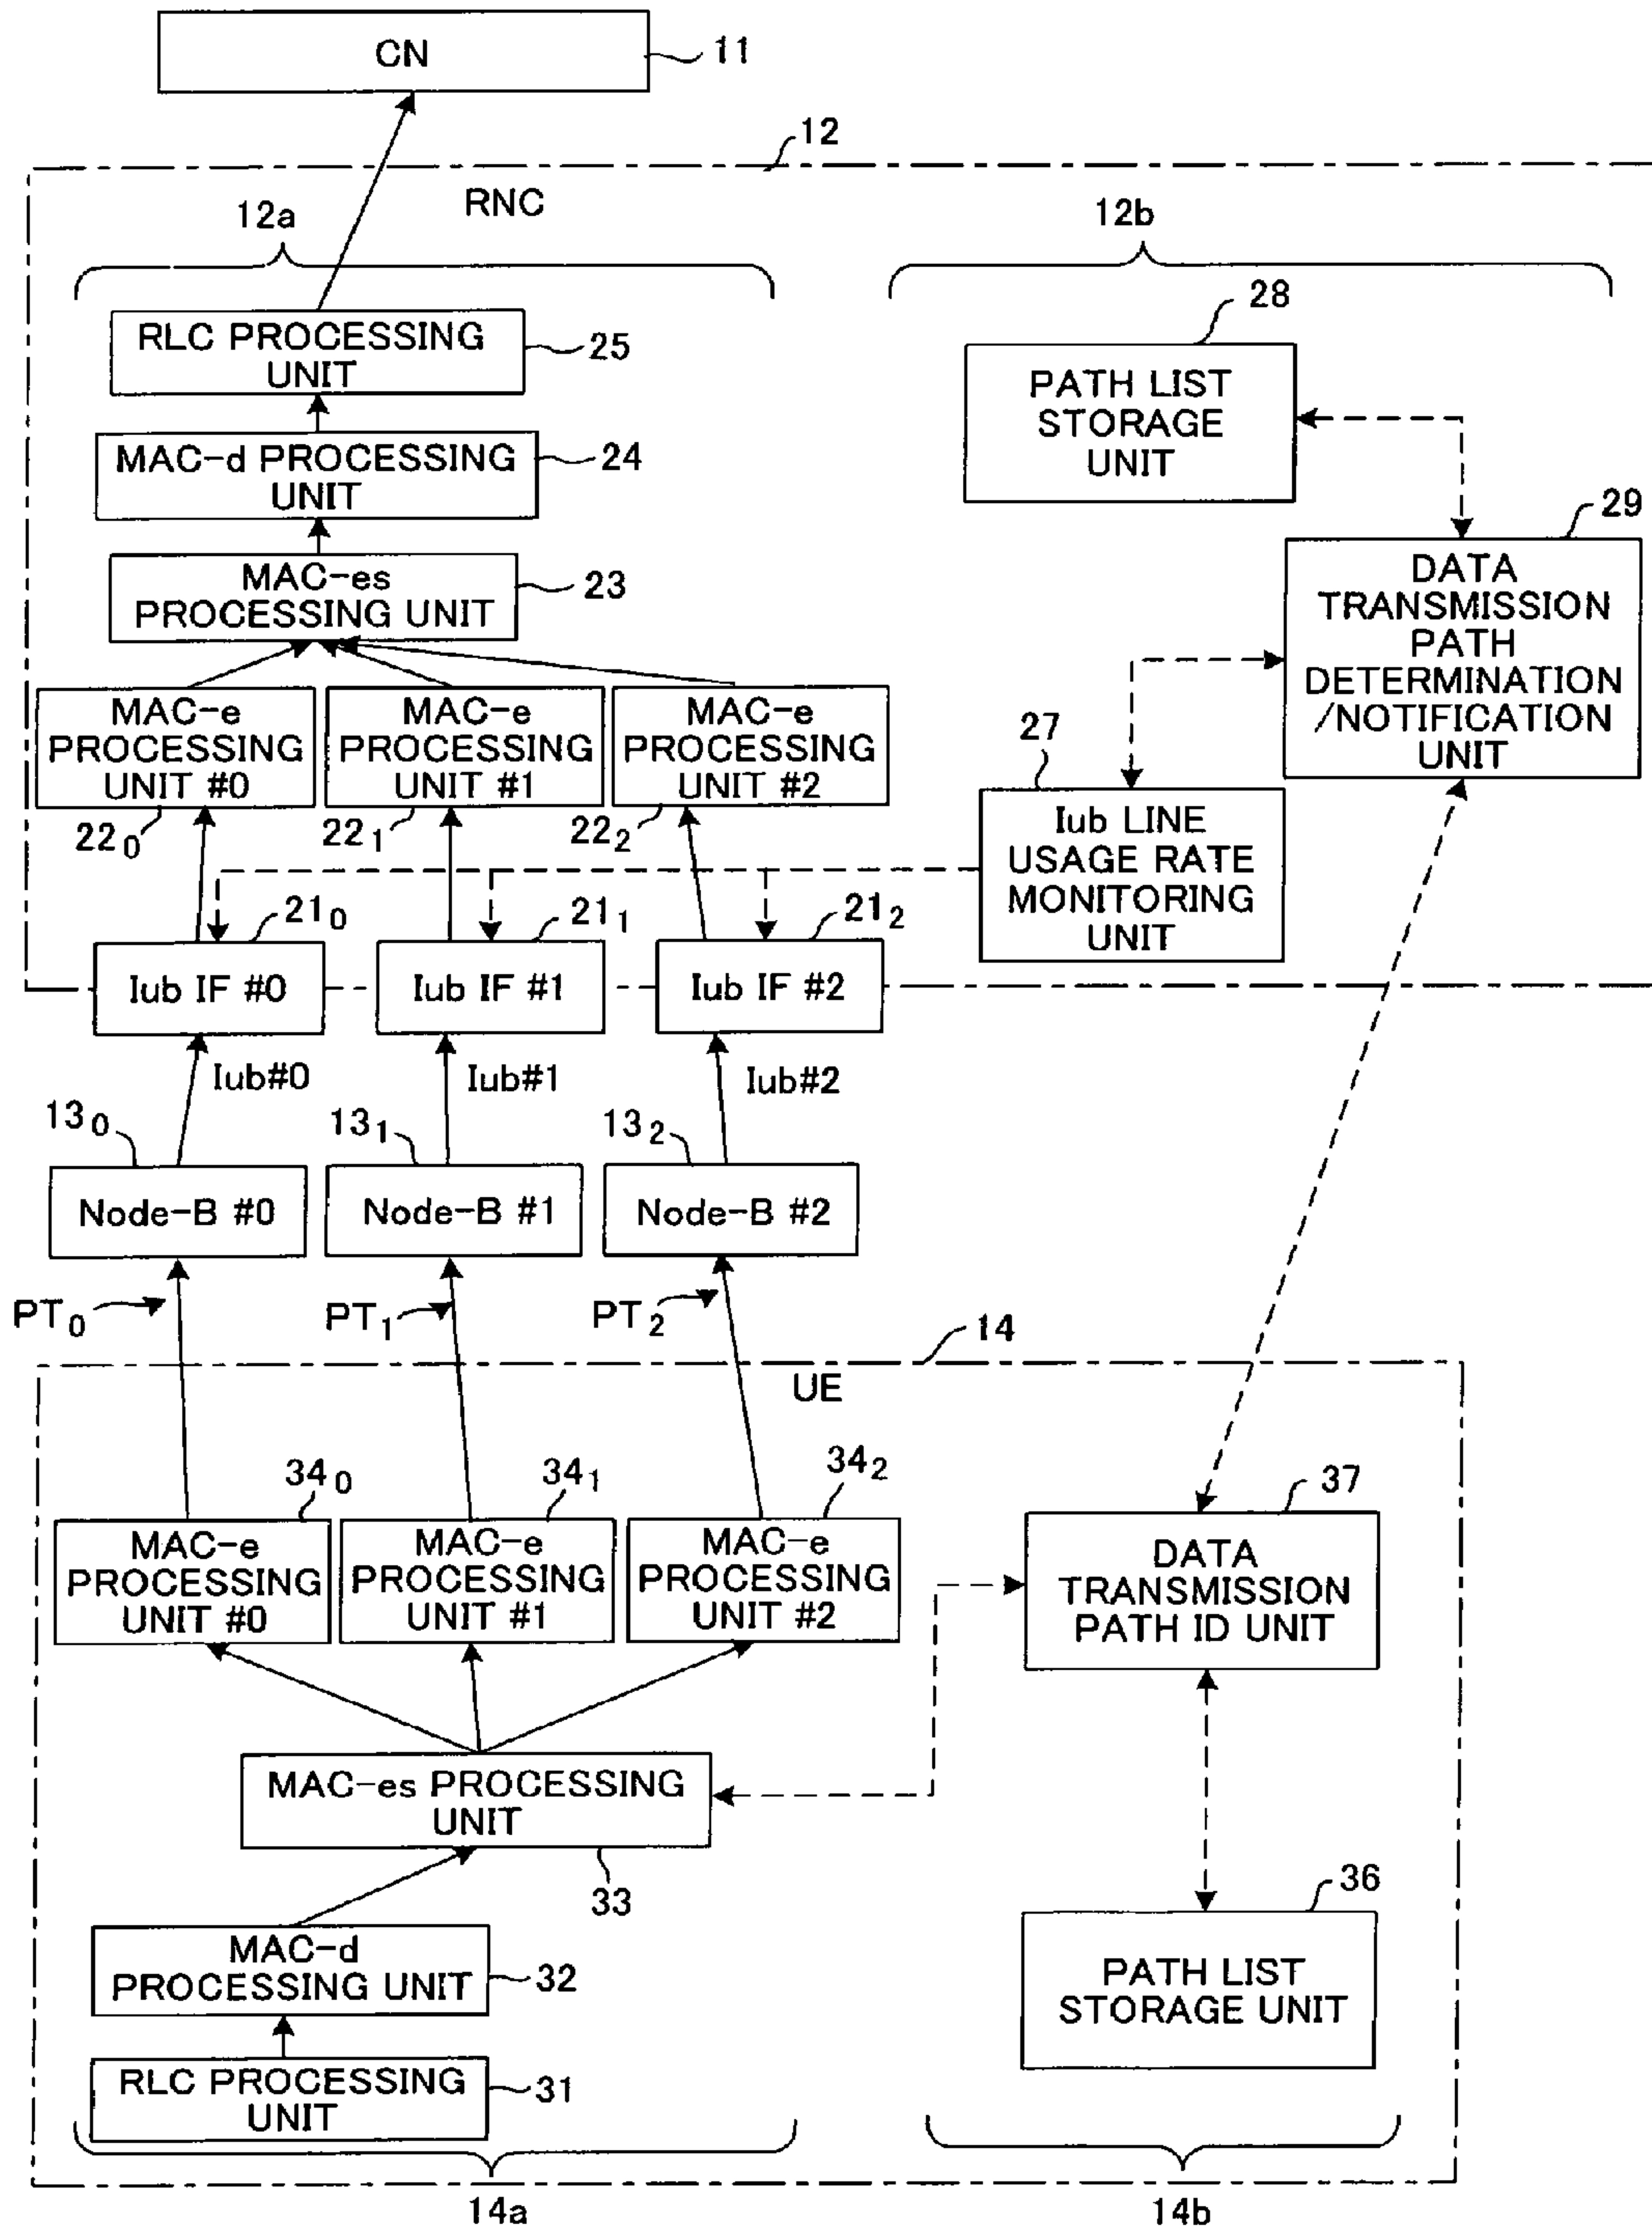 CN
11
12
RNC
12a
12b
RLC PROCESSING
UNIT
25
28
PATH LIST
STORAGE
UNIT
MAC-d PROCESSING
UNIT
24
29
DATA
TRANSMISSION
PATH
DETERMINATION
/NOTIFICATION
UNIT
MAC-es
PROCESSING UNIT
23
MAC-e
PROCESSING
UNIT #0
MAC-e
PROCESSING
UNIT #1
MAC-e
PROCESSING
UNIT #2
22 0
22 1
22 2
27
Iub LINE
USAGE RATE
MONITORING
UNIT
21 0
21 1
21 2
Iub IF #0
Iub IF #1
Iub IF #2
Iub#0
Iub#1
Iub#2
13 0
13 1
13 2
Node-B #0
Node-B #1
Node-B #2
PT 0
PT 1
PT 2
14
UE
34 0
34 1
34 2
37
MAC-e
PROCESSING
UNIT #0
MAC-e
PROCESSING
UNIT #1
MAC-e
PROCESSING
UNIT #2
DATA
TRANSMISSION
PATH ID UNIT
MAC-es PROCESSING
UNIT
33
36
MAC-d
PROCESSING UNIT
32
PATH LIST
STORAGE UNIT
RLC PROCESSING
UNIT
31
14a
14b